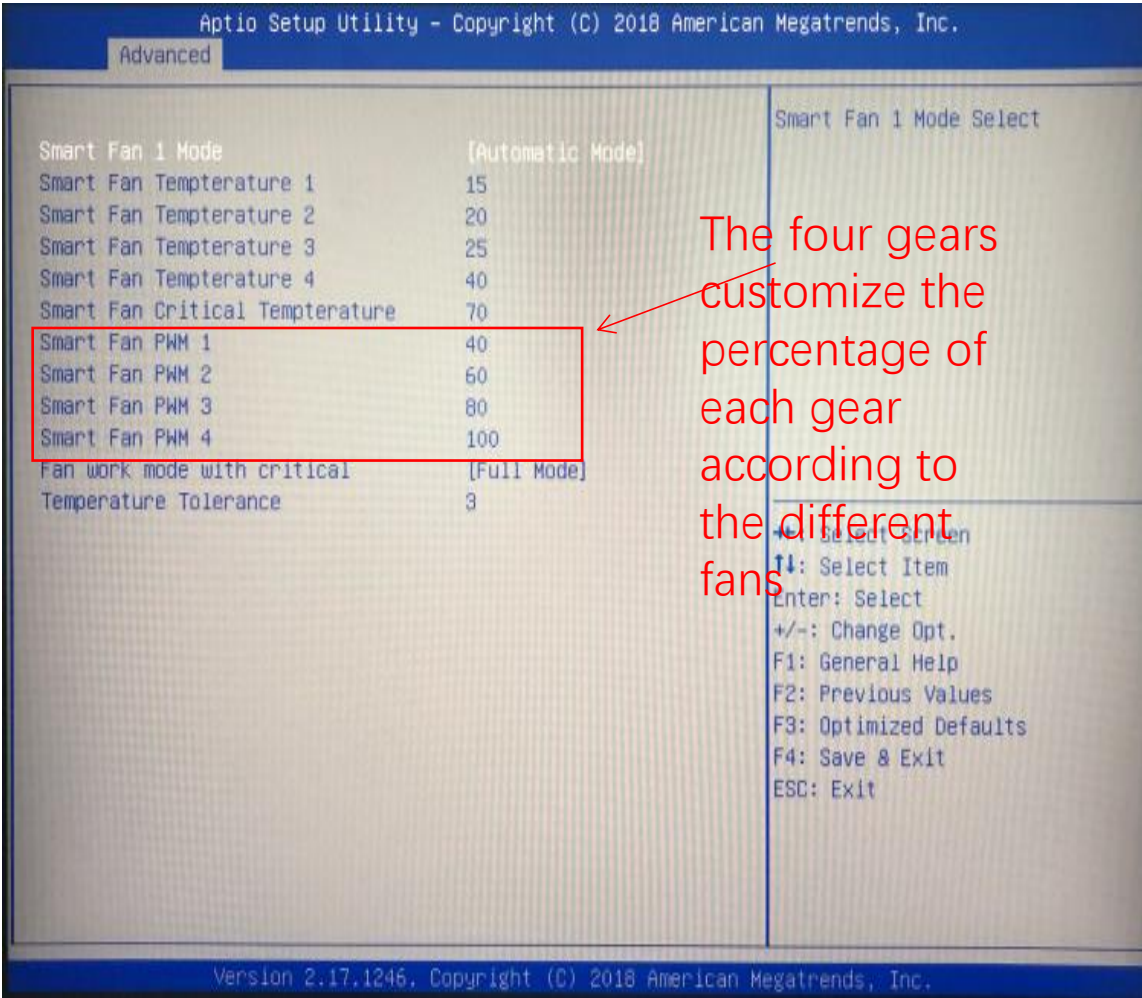 Aptio Setup Utility – Copyright (C) 2018 American Megatrends, Inc.
Advanced
Smart Fan 1 Mode [Automatic Mode]
Smart Fan Tempterature 1 15
Smart Fan Tempterature 2 20
Smart Fan Tempterature 3 25
Smart Fan Tempterature 4 40
Smart Fan Critical Tempterature 70
Smart Fan PWM 1 40
Smart Fan PWM 2 60
Smart Fan PWM 3 80
Smart Fan PWM 4 100
Fan work mode with critical [Full Mode]
Temperature Tolerance 3
Smart Fan 1 Mode Select
The four gears
customize the
percentage of
each gear
according to
the different
fans
→←: Select Screen
↑↓: Select Item
Enter: Select
+/-: Change Opt.
F1: General Help
F2: Previous Values
F3: Optimized Defaults
F4: Save & Exit
ESC: Exit
Version 2.17.1246. Copyright (C) 2018 American Megatrends, Inc.